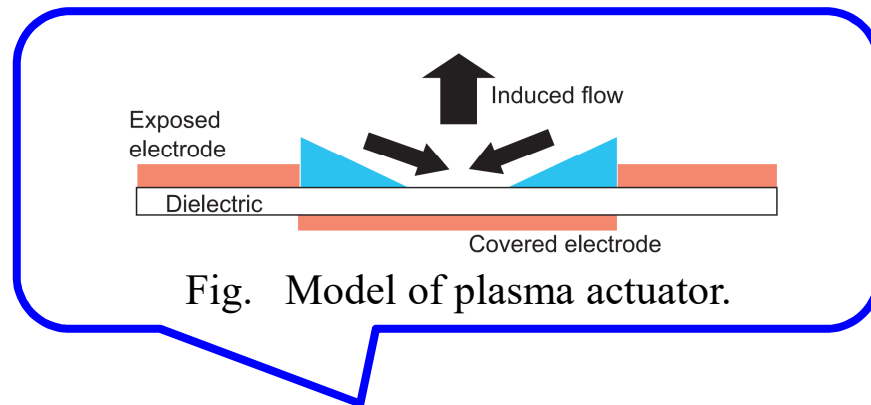 Induced flow
Exposed
electrode
Dielectric
Covered electrode
Fig. Model of plasma actuator.